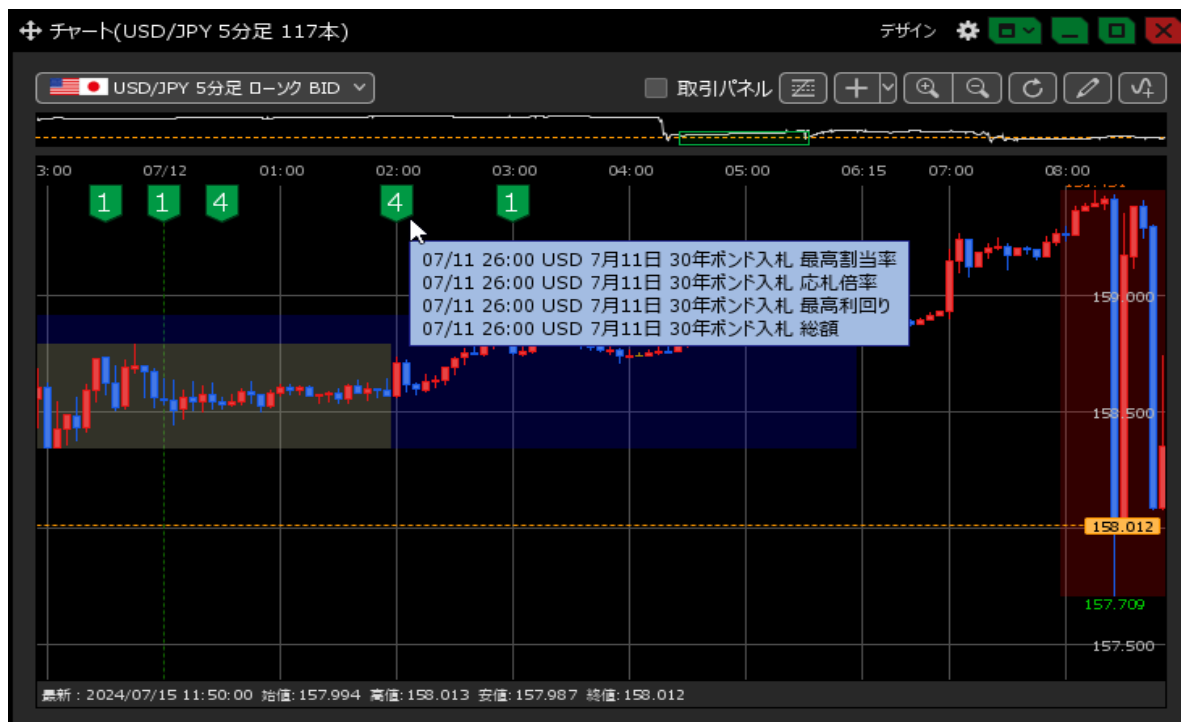 チャート(USD/JPY 5分足 117本)
デザイン
USD/JPY 5分足 ローソク BID
取引パネル
3:00 07/12 01:00 02:00 03:00 04:00 05:00 06:15 07:00 08:00
1 1 4 4 1
07/11 26:00 USD 7月11日 30年ボンド入札 最高割当率
07/11 26:00 USD 7月11日 30年ボンド入札 応札倍率
07/11 26:00 USD 7月11日 30年ボンド入札 最高利回り
07/11 26:00 USD 7月11日 30年ボンド入札 総額
159.000
158.500
158.012
157.709
157.500
最新 : 2024/07/15 11:50:00 始値:157.994 高値:158.013 安値:157.987 終値:158.012